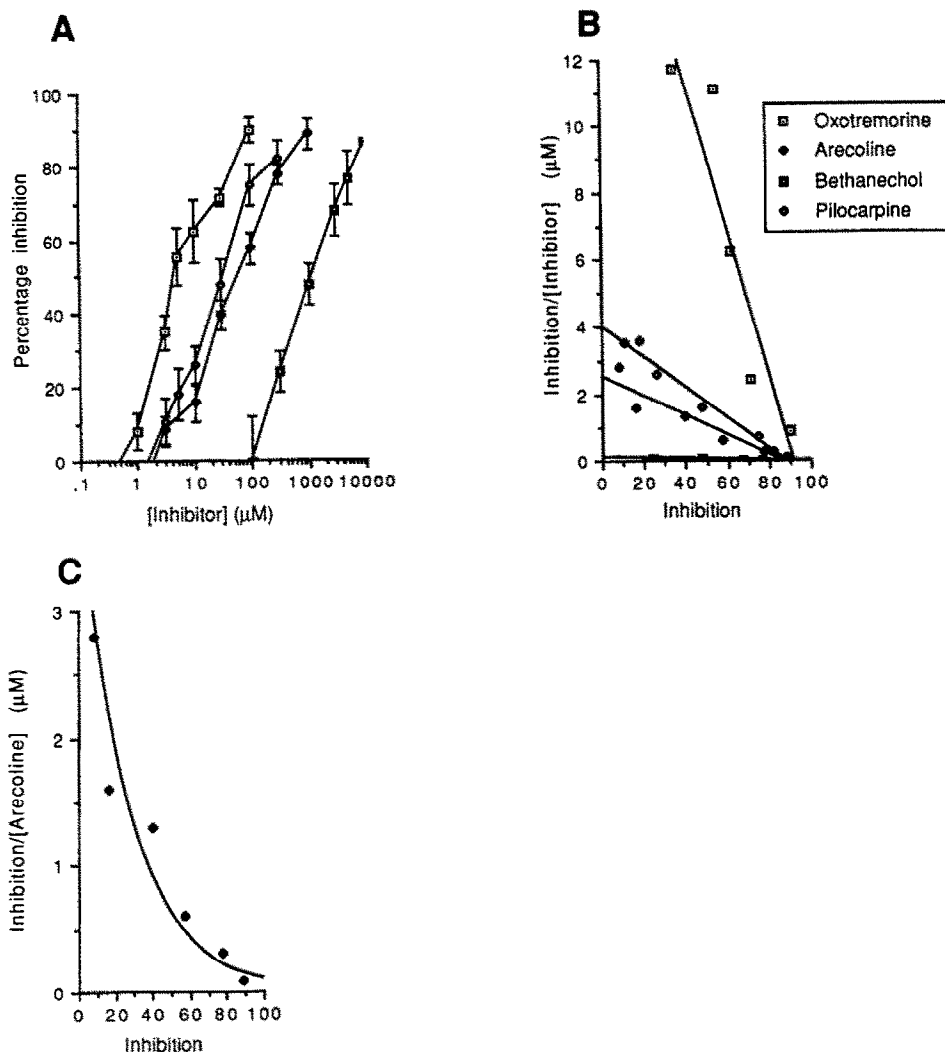 A
100
80
60
40
20
0
Percentage inhibition
.1 1 10 100 1000 10000
[Inhibitor] (µM)
B
12
10
8
6
4
2
0
Inhibition/[Inhibitor] (µM)
0 20 40 60 80 100
Inhibition
Oxotremorine
Arecoline
Bethanechol
Pilocarpine
C
3
2
1
0
Inhibition/[Arecoline] (µM)
0 20 40 60 80 100
Inhibition